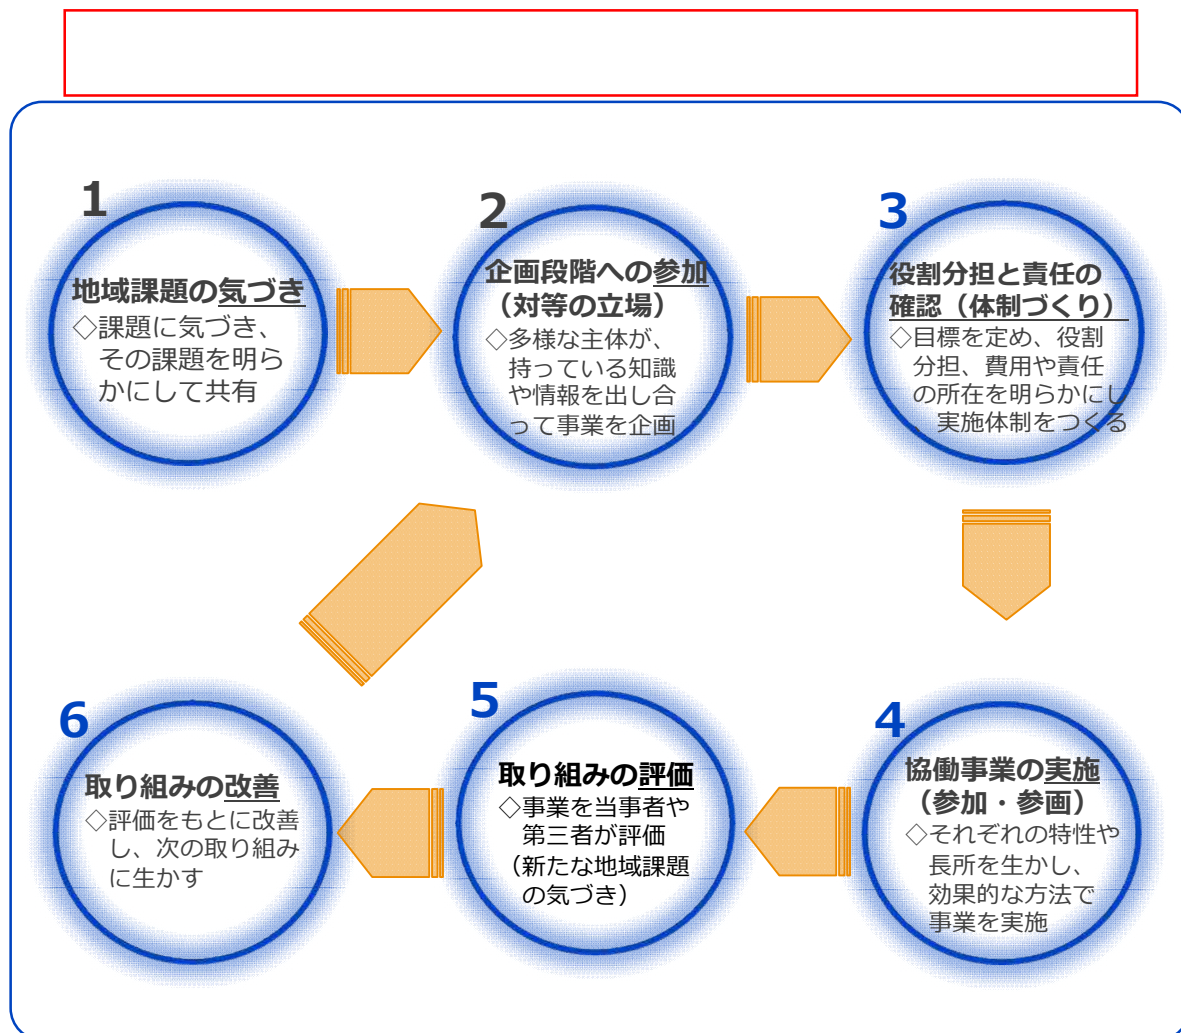 1
地域課題の気づき
◇課題に気づき、
その課題を明ら
かにして共有
2
企画段階への参加
（対等の立場）
◇多様な主体が、
持っている知識
や情報を出し合
って事業を企画
3
役割分担と責任の
確認（体制づくり）
◇目標を定め、役割
分担、費用や責任
の所在を明らかにし
、実施体制をつくる
4
協働事業の実施
（参加・参画）
◇それぞれの特性や
長所を生かし、
効果的な方法で
事業を実施
5
取り組みの評価
◇事業を当事者や
第三者が評価
（新たな地域課題
の気づき）
6
取り組みの改善
◇評価をもとに改善
し、次の取り組み
に生かす